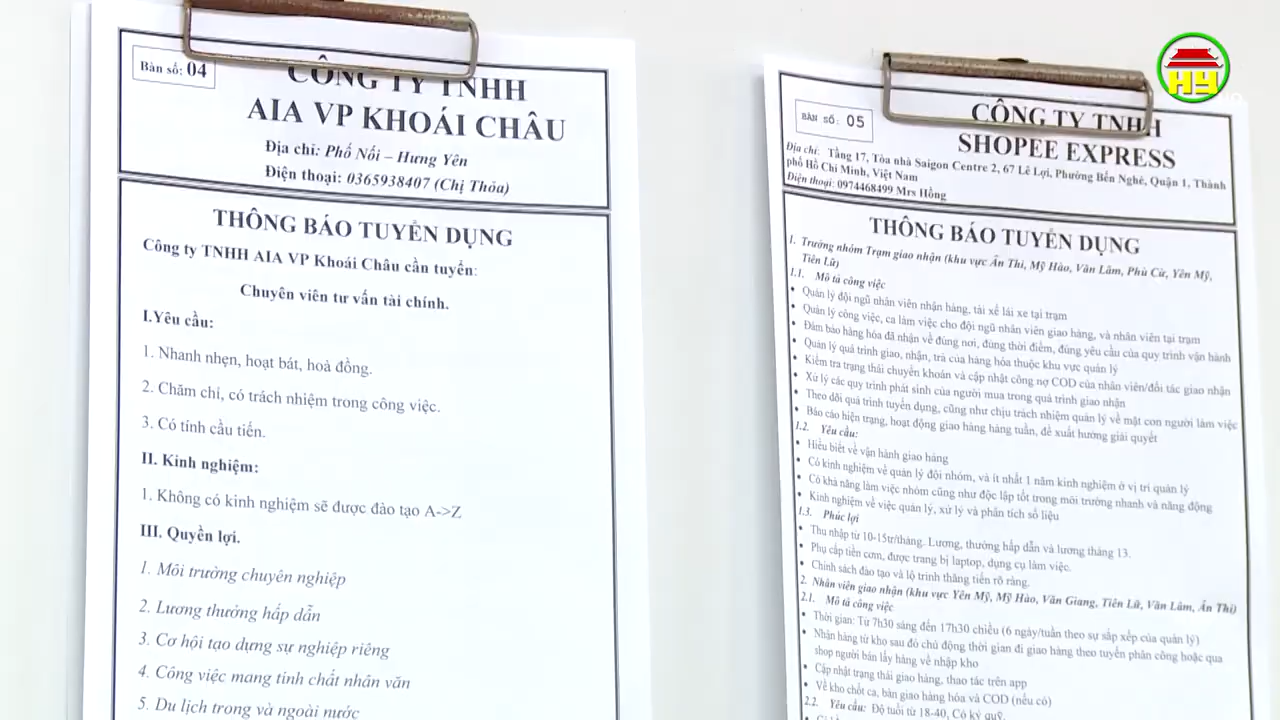 Bàn số: 04
CÔNG TY TNHH
AIA VP KHOÁI CHÂU
Địa chỉ: Phố Nối – Hưng Yên
Điện thoại: 0365938407 (Chị Thỏa)
THÔNG BÁO TUYỂN DỤNG
Công ty TNHH AIA VP Khoái Châu cần tuyển:
Chuyên viên tư vấn tài chính.
I.Yêu cầu:
1. Nhanh nhẹn, hoạt bát, hoà đồng.
2. Chăm chỉ, có trách nhiệm trong công việc.
3. Có tính cầu tiến.
II. Kinh nghiệm:
1. Không có kinh nghiệm sẽ được đào tạo A->Z
III. Quyền lợi.
1. Môi trường chuyên nghiệp
2. Lương thưởng hấp dẫn
3. Cơ hội tạo dựng sự nghiệp riêng
4. Công việc mang tính chất nhân văn
5. Du lịch trong và ngoài nước
BÀN SỐ: 05
CÔNG TY TNHH
SHOPEE EXPRESS
Địa chỉ: Tầng 17, Tòa nhà Saigon Centre 2, 67 Lê Lợi, Phường Bến Nghé, Quận 1, Thành
phố Hồ Chí Minh, Việt Nam
Điện thoại: 0974468499 Mrs Hồng
THÔNG BÁO TUYỂN DỤNG
1. Trưởng nhóm Trạm giao nhận (khu vực Ân Thi, Mỹ Hào, Văn Lâm, Phù Cừ, Yên Mỹ,
Tiên Lữ)
1.1. Mô tả công việc
• Quản lý đội ngũ nhân viên nhận hàng, tài xế lái xe tại trạm
• Quản lý công việc, ca làm việc cho đội ngũ nhân viên giao hàng, và nhân viên tại trạm
• Đảm bảo hàng hóa đã nhận về đúng nơi, đúng thời điểm, đúng yêu cầu của quy trình vận hành
• Quản lý quá trình giao, nhận, trả của hàng hóa thuộc khu vực quản lý
• Kiểm tra trạng thái chuyển khoản và cập nhật công nợ COD của nhân viên/đối tác giao nhận
• Xử lý các quy trình phát sinh của người mua trong quá trình giao nhận
• Theo dõi quá trình tuyển dụng, cũng như chịu trách nhiệm quản lý về mặt con người làm việc
• Báo cáo hiện trạng, hoạt động giao hàng hàng tuần, đề xuất hướng giải quyết
1.2. Yêu cầu:
• Hiểu biết về vận hành giao hàng
• Có kinh nghiệm về quản lý đội nhóm, và ít nhất 1 năm kinh nghiệm ở vị trí quản lý
• Có khả năng làm việc nhóm cũng như độc lập tốt trong môi trường nhanh và năng động
• Kinh nghiệm về việc quản lý, xử lý và phân tích số liệu
1.3. Phúc lợi
• Thu nhập từ 10-15tr/tháng. Lương, thưởng hấp dẫn và lương tháng 13.
• Phụ cấp tiền cơm, được trang bị laptop, dụng cụ làm việc.
• Chính sách đào tạo và lộ trình thăng tiến rõ ràng.
2. Nhân viên giao nhận (khu vực Yên Mỹ, Mỹ Hào, Văn Giang, Tiên Lữ, Văn Lâm, Ân Thi)
2.1. Mô tả công việc
• Thời gian: Từ 7h30 sáng đến 17h30 chiều (6 ngày/tuần theo sự sắp xếp của quản lý)
• Nhận hàng từ kho sau đó chủ động thời gian đi giao hàng theo tuyến phân công hoặc qua
shop người bán lấy hàng về nhập kho
• Cập nhật trạng thái giao hàng, thao tác trên app
• Về kho chốt ca, bàn giao hàng hóa và COD (nếu có)
2.2. Yêu cầu: Độ tuổi từ 18-40, Có ký quỹ.
HY